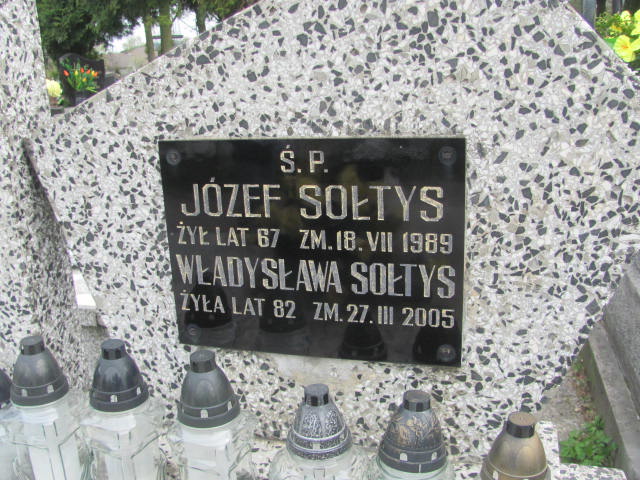 Ś. P.
JÓZEF SOŁTYS
ŻYŁ LAT 67 ZM. 18. VII 1989
WŁADYSŁAWA SOŁTYS
ŻYŁA LAT 82 ZM. 27. III 2005